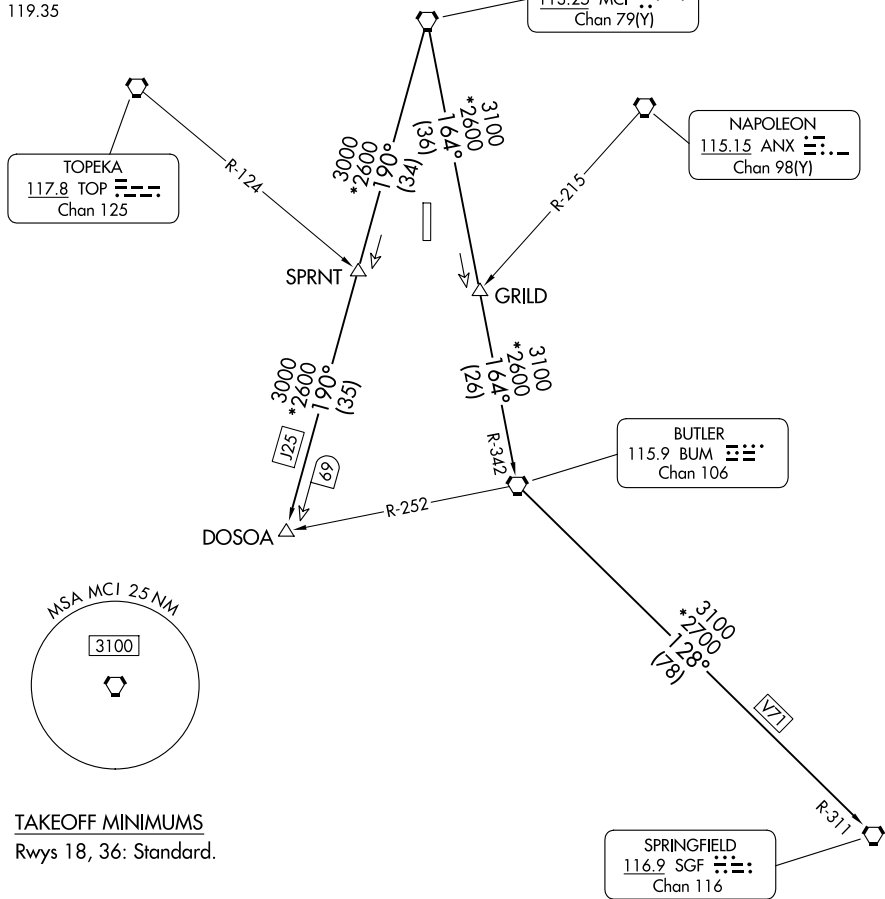 119.35
113.25 MCI
Chan 79(Y)
TOPEKA
117.8 TOP
Chan 125
NAPOLEON
115.15 ANX
Chan 98(Y)
R-124
3000
*2600
190°
(34)
3100
*2600
164°
(36)
R-215
SPRNT
GRILD
3000
*2600
190°
(35)
3100
*2600
164°
(26)
J25
69
R-342
BUTLER
115.9 BUM
Chan 106
R-252
DOSOA
MSA MCI 25 NM
3100
3100
*2700
128°
(78)
V71
R-311
TAKEOFF MINIMUMS
Rwys 18, 36: Standard.
SPRINGFIELD
116.9 SGF
Chan 116